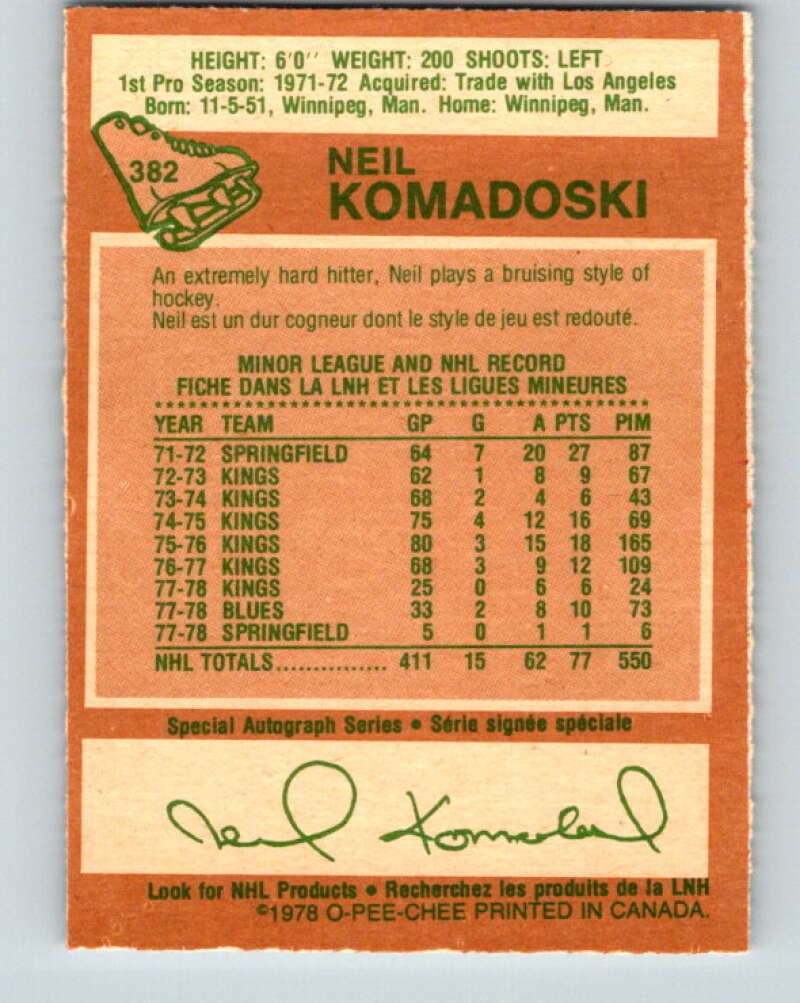 HEIGHT: 6'0'' WEIGHT: 200 SHOOTS: LEFT
1st Pro Season: 1971-72 Acquired: Trade with Los Angeles
Born: 11-5-51, Winnipeg, Man. Home: Winnipeg, Man.
382
NEIL
KOMADOSKI
An extremely hard hitter, Neil plays a bruising style of
hockey.
Neil est un dur cogneur dont le style de jeu est redouté.
MINOR LEAGUE AND NHL RECORD
FICHE DANS LA LNH ET LES LIGUES MINEURES
YEAR TEAM GP G A PTS PIM
71-72 SPRINGFIELD 64 7 20 27 87
72-73 KINGS 62 1 8 9 67
73-74 KINGS 68 2 4 6 43
74-75 KINGS 75 4 12 16 69
75-76 KINGS 80 3 15 18 165
76-77 KINGS 68 3 9 12 109
77-78 KINGS 25 0 6 6 24
77-78 BLUES 33 2 8 10 73
77-78 SPRINGFIELD 5 0 1 1 6
NHL TOTALS............... 411 15 62 77 550
Special Autograph Series • Série signée spéciale
Neil Komadoski
Look for NHL Products • Recherchez les produits de la LNH
©1978 O-PEE-CHEE PRINTED IN CANADA.